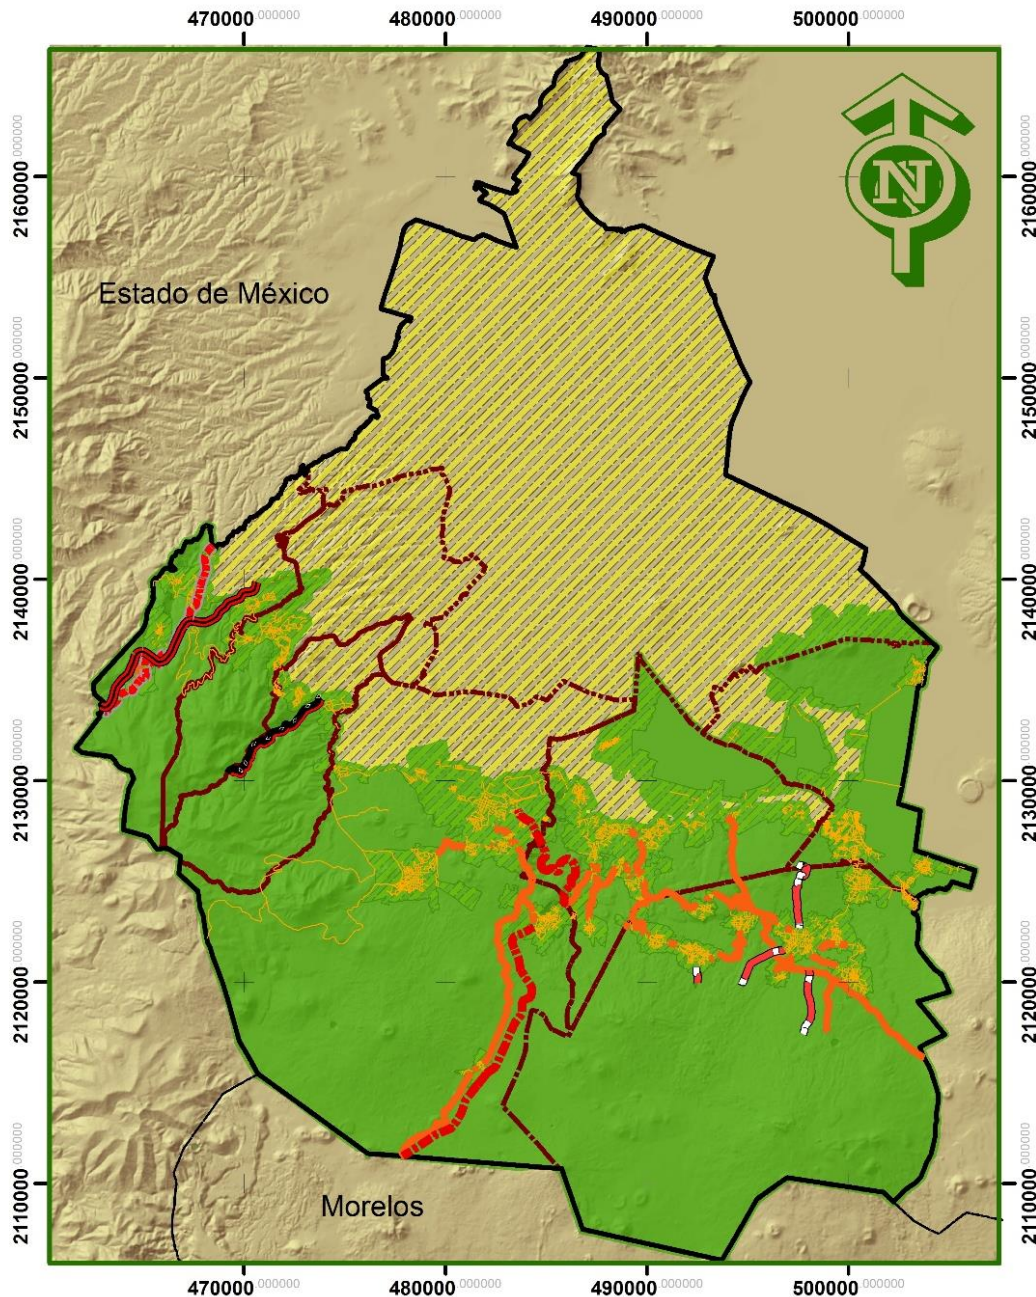 470000.000000 480000.000000 490000.000000 500000.000000
N
2160000.000000 2160000.000000
Estado de México
2150000.000000 2150000.000000
2140000.000000 2140000.000000
2130000.000000 2130000.000000
2120000.000000 2120000.000000
2110000.000000 2110000.000000
Morelos
470000.000000 480000.000000 490000.000000 500000.000000